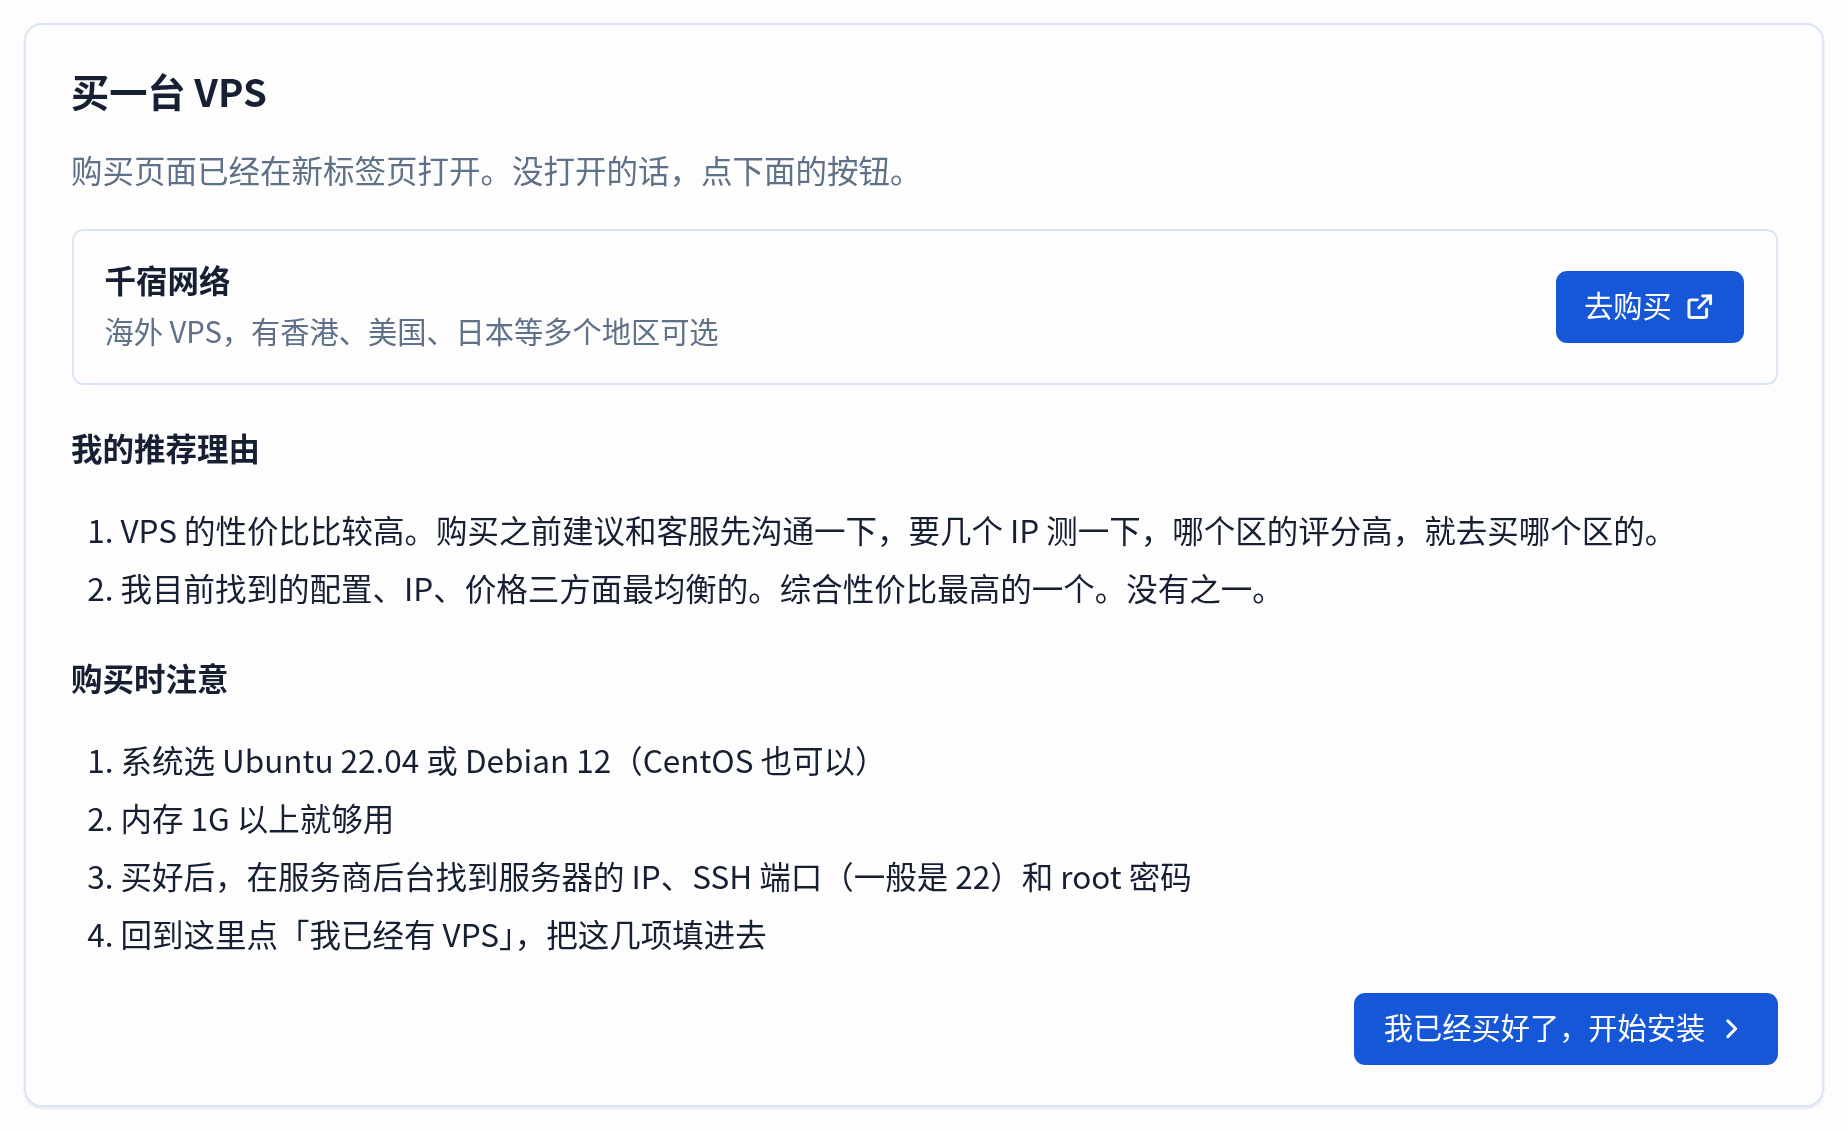 买一台 VPS
购买页面已经在新标签页打开。没打开的话，点下面的按钮。
千宿网络
海外 VPS，有香港、美国、日本等多个地区可选
去购买
我的推荐理由
1. VPS 的性价比比较高。购买之前建议和客服先沟通一下，要几个 IP 测一下，哪个区的评分高，就去买哪个区的。
2. 我目前找到的配置、IP、价格三方面最均衡的。综合性价比最高的一个。没有之一。
购买时注意
1. 系统选 Ubuntu 22.04 或 Debian 12（CentOS 也可以）
2. 内存 1G 以上就够用
3. 买好后，在服务商后台找到服务器的 IP、SSH 端口（一般是 22）和 root 密码
4. 回到这里点「我已经有 VPS」，把这几项填进去
我已经买好了，开始安装